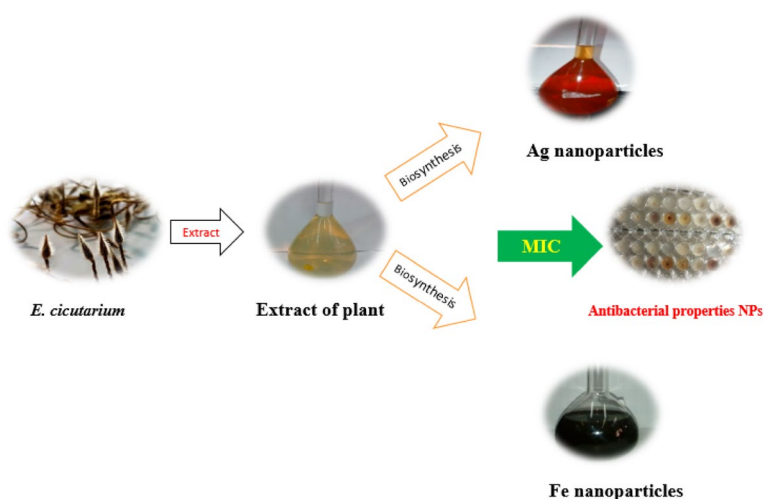 Biosynthesis
Ag nanoparticles
Extract
MIC
E. cicutarium
Extract of plant
Biosynthesis
Antibacterial properties NPs
Fe nanoparticles